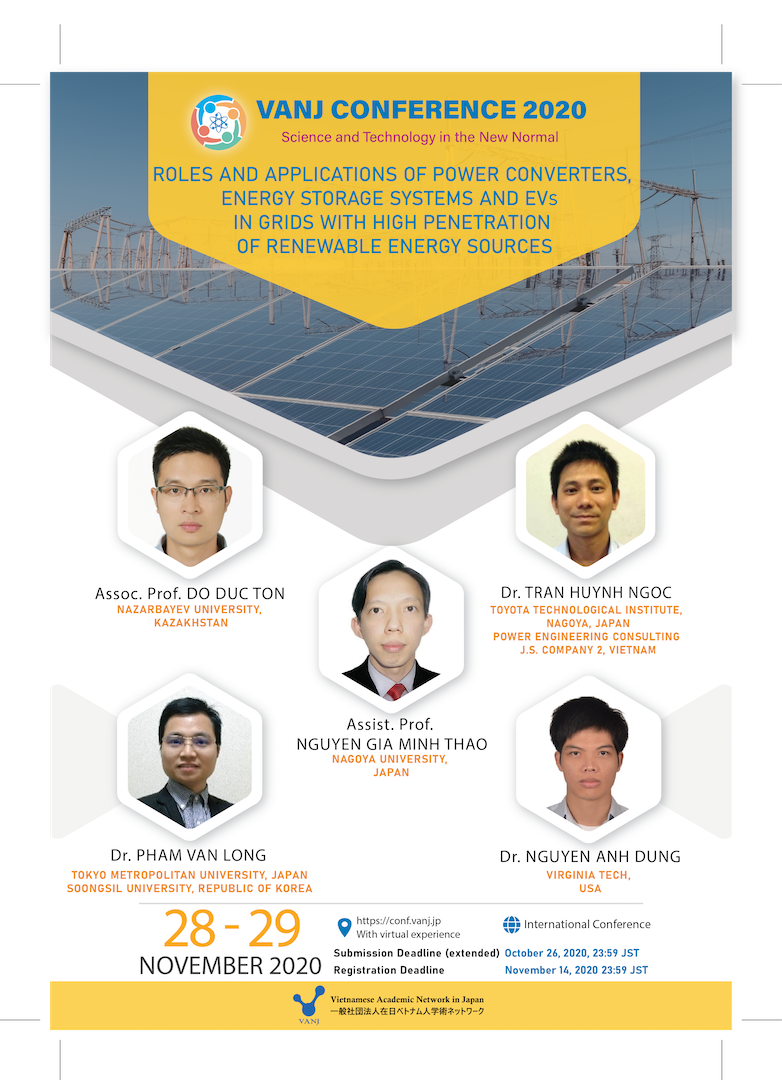 VANJ CONFERENCE 2020
Science and Technology in the New Normal
ROLES AND APPLICATIONS OF POWER CONVERTERS,
ENERGY STORAGE SYSTEMS AND EVs
IN GRIDS WITH HIGH PENETRATION
OF RENEWABLE ENERGY SOURCES
Assoc. Prof. DO DUC TON
NAZARBAYEV UNIVERSITY,
KAZAKHSTAN
Dr. TRAN HUYNH NGOC
TOYOTA TECHNOLOGICAL INSTITUTE,
NAGOYA, JAPAN
POWER ENGINEERING CONSULTING
J.S. COMPANY 2, VIETNAM
Assist. Prof.
NGUYEN GIA MINH THAO
NAGOYA UNIVERSITY,
JAPAN
Dr. PHAM VAN LONG
TOKYO METROPOLITAN UNIVERSITY, JAPAN
SOONGSIL UNIVERSITY, REPUBLIC OF KOREA
Dr. NGUYEN ANH DUNG
VIRGINIA TECH,
USA
28 - 29
NOVEMBER 2020
https://conf.vanj.jp
With virtual experience
International Conference
Submission Deadline (extended) October 26, 2020, 23:59 JST
Registration Deadline November 14, 2020 23:59 JST
VANJ
Vietnamese Academic Network in Japan
一般社団法人在日ベトナム人学術ネットワーク